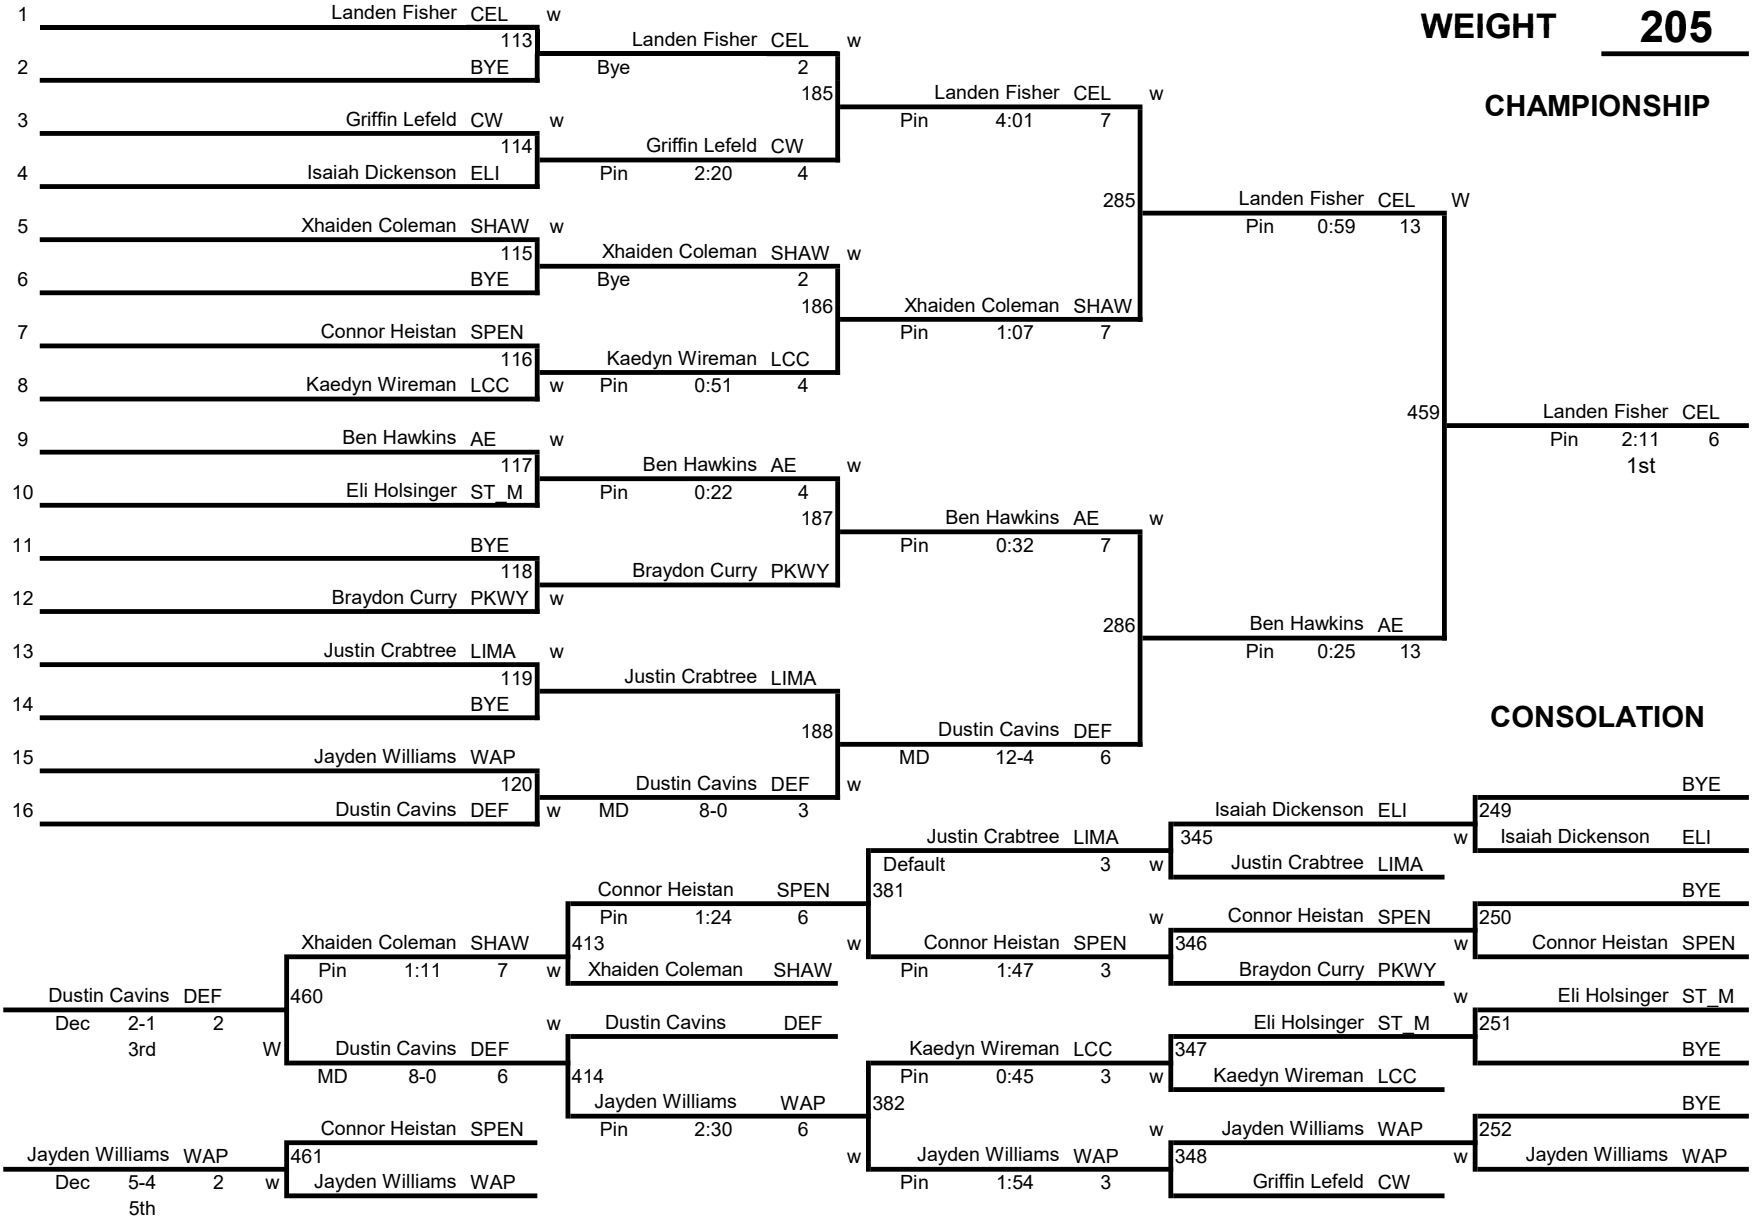 WEIGHT 205
CHAMPIONSHIP
1 Landen Fisher CEL w
113
2 BYE
3 Griffin Lefeld CW w
114
4 Isaiah Dickenson ELI
5 Xhaiden Coleman SHAW w
115
6 BYE
7 Connor Heistan SPEN
116
8 Kaedyn Wireman LCC w
9 Ben Hawkins AE w
117
10 Eli Holsinger ST_M
11 BYE
118
12 Braydon Curry PKWY w
13 Justin Crabtree LIMA w
119
14 BYE
15 Jayden Williams WAP
120
16 Dustin Cavins DEF w
Landen Fisher CEL w
Bye 2
185
Griffin Lefeld CW
Pin 2:20 4
Xhaiden Coleman SHAW w
Bye 2
186
Kaedyn Wireman LCC
Pin 0:51 4
Ben Hawkins AE w
Pin 0:22 4
187
Braydon Curry PKWY
Justin Crabtree LIMA
188
Dustin Cavins DEF w
MD 8-0 3
Landen Fisher CEL w
Pin 4:01 7
285
Xhaiden Coleman SHAW
Pin 1:07 7
Ben Hawkins AE w
Pin 0:32 7
286
Dustin Cavins DEF
MD 12-4 6
Landen Fisher CEL W
Pin 0:59 13
459
Ben Hawkins AE
Pin 0:25 13
Landen Fisher CEL
Pin 2:11 6
1st
CONSOLATION
BYE
249
w Isaiah Dickenson ELI
BYE
250
w Connor Heistan SPEN
w Eli Holsinger ST_M
251
BYE
BYE
252
w Jayden Williams WAP
Isaiah Dickenson ELI
345
w Justin Crabtree LIMA
w Connor Heistan SPEN
346
Braydon Curry PKWY
Eli Holsinger ST_M
347
w Kaedyn Wireman LCC
w Jayden Williams WAP
348
Griffin Lefeld CW
Justin Crabtree LIMA
Default 3
381
w Connor Heistan SPEN
Pin 1:47 3
Kaedyn Wireman LCC
Pin 0:45 3
382
w Jayden Williams WAP
Pin 1:54 3
Connor Heistan SPEN
Pin 1:24 6
413
w Xhaiden Coleman SHAW
w Dustin Cavins DEF
414
Jayden Williams WAP
Pin 2:30 6
Xhaiden Coleman SHAW
Pin 1:11 7
460
W Dustin Cavins DEF
MD 8-0 6
Connor Heistan SPEN
461
w Jayden Williams WAP
Dustin Cavins DEF
Dec 2-1 2
3rd
Jayden Williams WAP
Dec 5-4 2
5th